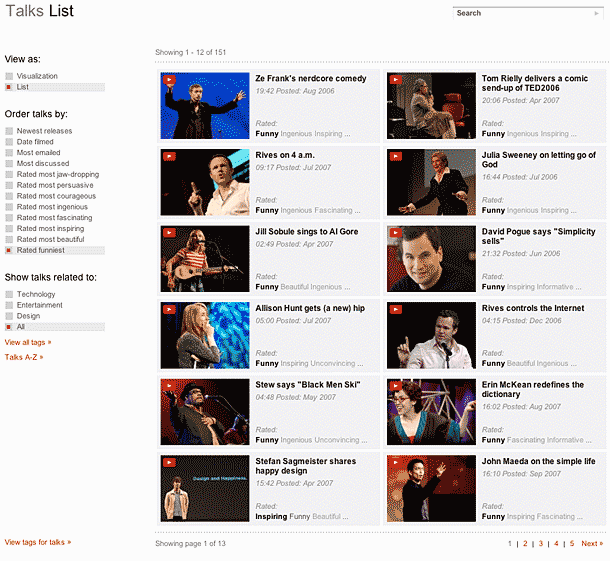 Talks List
Search
View as:
Visualization
List
Order talks by:
Newest releases
Date filmed
Most emailed
Most discussed
Rated most jaw-dropping
Rated most persuasive
Rated most courageous
Rated most ingenious
Rated most fascinating
Rated most inspiring
Rated most beautiful
Rated funniest
Show talks related to:
Technology
Entertainment
Design
All
View all tags »
Talks A-Z »
View tags for talks »
Showing 1 - 12 of 151
Ze Frank's nerdcore comedy
19:42 Posted: Aug 2006
Rated:
Funny Ingenious Inspiring ...
Tom Rielly delivers a comic
send-up of TED2006
20:06 Posted: Apr 2007
Rated:
Funny Ingenious Inspiring ...
Rives on 4 a.m.
09:17 Posted: Jul 2007
Rated:
Funny Ingenious Fascinating ...
Julia Sweeney on letting go of
God
16:44 Posted: Jul 2006
Rated:
Funny Ingenious Inspiring ...
Jill Sobule sings to Al Gore
02:49 Posted: Apr 2007
Rated:
Funny Beautiful Ingenious ...
David Pogue says "Simplicity
sells"
21:32 Posted: Jun 2006
Rated:
Funny Inspiring Informative ...
Allison Hunt gets (a new) hip
05:00 Posted: Jul 2007
Rated:
Funny Inspiring Unconvincing ...
Rives controls the Internet
04:15 Posted: Dec 2006
Rated:
Funny Beautiful Ingenious ...
Stew says "Black Men Ski"
04:48 Posted: May 2007
Rated:
Funny Ingenious Unconvincing ...
Erin McKean redefines the
dictionary
16:02 Posted: Aug 2007
Rated:
Funny Fascinating Informative ...
Design and Happiness.
Stefan Sagmeister shares
happy design
15:42 Posted: Apr 2007
Rated:
Inspiring Funny Beautiful ...
John Maeda on the simple life
16:10 Posted: Sep 2007
Rated:
Funny Inspiring Fascinating ...
Showing page 1 of 13
1 | 2 | 3 | 4 | 5 Next »